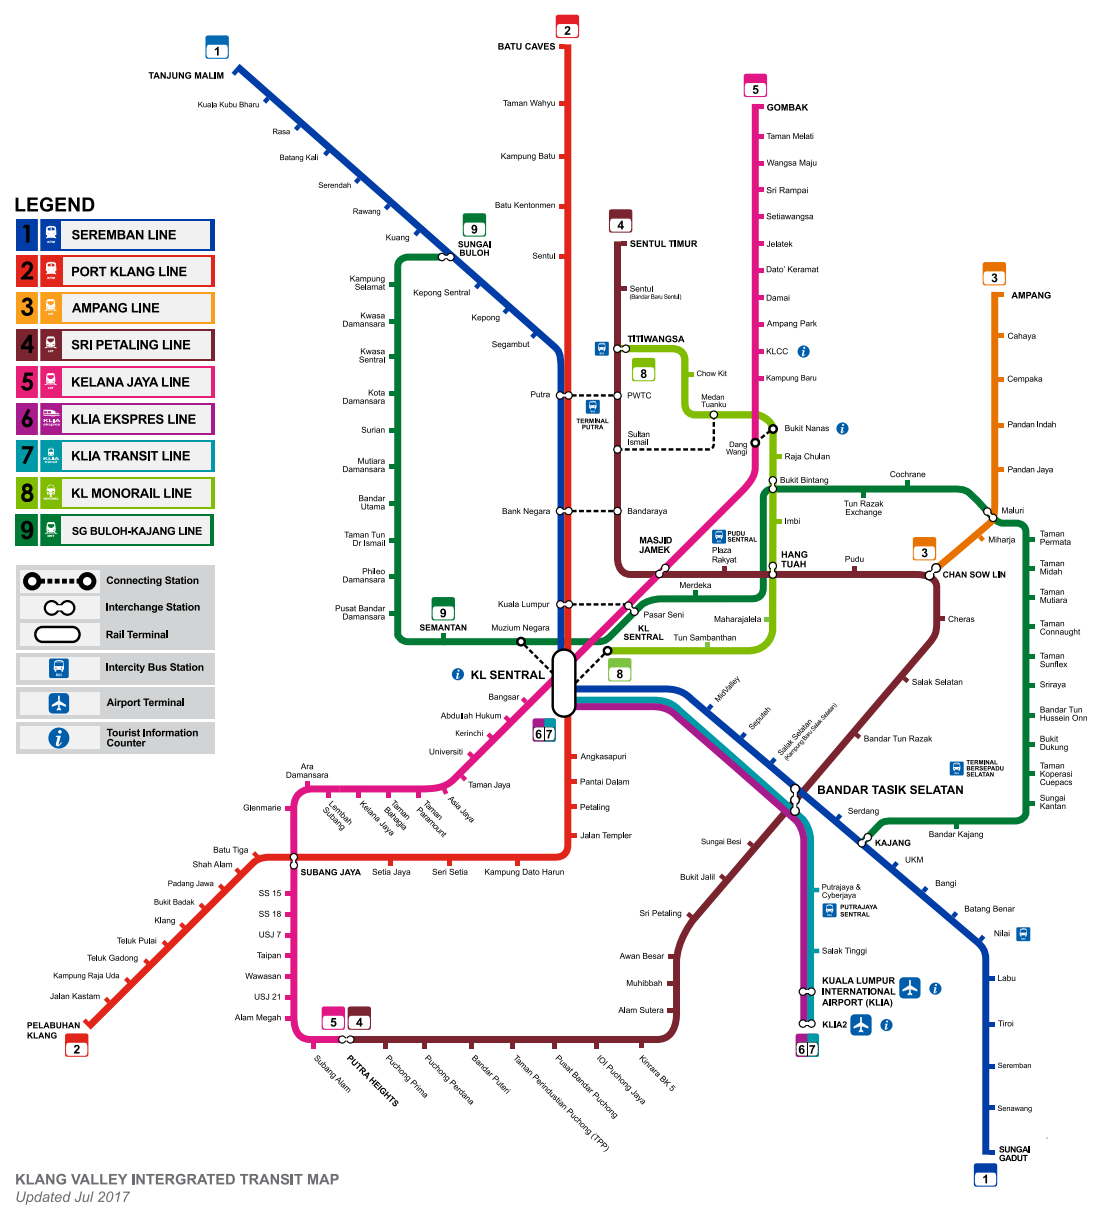 1
TANJUNG MALIM
Kuala Kubu Bharu
Rasa
Batang Kali
Serendah
Rawang
Kuang
2
BATU CAVES
Taman Wahyu
Kampung Batu
Batu Kentonmen
Sentul
5
GOMBAK
Taman Melati
Wangsa Maju
Sri Rampai
Setiawangsa
Jelatek
Dato' Keramat
Damai
Ampang Park
KLCC
Kampung Baru
LEGEND
1 SEREMBAN LINE
2 PORT KLANG LINE
3 AMPANG LINE
4 SRI PETALING LINE
5 KELANA JAYA LINE
6 KLIA EKSPRES LINE
7 KLIA TRANSIT LINE
8 KL MONORAIL LINE
9 SG BULOH-KAJANG LINE
Connecting Station
Interchange Station
Rail Terminal
Intercity Bus Station
Airport Terminal
Tourist Information
Counter
9
SUNGAI
BULOH
Kampung
Selamat
Kwasa
Damansara
Kwasa
Sentral
Kota
Damansara
Surian
Mutiara
Damansara
Bandar
Utama
Taman Tun
Dr Ismail
Phileo
Damansara
Pusat Bandar
Damansara
9
SEMANTAN
Muzium Negara
Kepong Sentral
Kepong
Segambut
Putra
Bank Negara
Kuala Lumpur
4
SENTUL TIMUR
Sentul
(Bandar Baru Sentul)
TITIWANGSA
8
Chow Kit
Medan
Tuanku
PWTC
TERMINAL
PUTRA
Sultan
Ismail
Dang
Wangi
Bukit Nanas
Raja Chulan
Bukit Bintang
Bandaraya
MASJID
JAMEK
PUDU
SENTRAL
Plaza
Rakyat
Imbi
HANG
TUAH
Pudu
Merdeka
Pasar Seni
KL
SENTRAL
Maharajalela
Tun Sambanthan
8
Cochrane
Tun Razak
Exchange
3
AMPANG
Cahaya
Cempaka
Pandan Indah
Pandan Jaya
Maluri
Miharja
3
CHAN SOW LIN
Cheras
Salak Selatan
Bandar Tun Razak
Taman
Permata
Taman
Midah
Taman
Mutiara
Taman
Connaught
Taman
Sunflex
Sriraya
Bandar Tun
Hussein Onn
Bukit
Dukung
Taman
Koperasi
Cuepacs
Sungai
Kantan
Bandar Kajang
KAJANG
TERMINAL
BERSEPADU
SELATAN
BANDAR TASIK SELATAN
KL SENTRAL
6 7
MidValley
Seputeh
Salak Selatan
(Kampung Baru Salak Selatan)
Serdang
UKM
Bangi
Batang Benar
Nilai
Labu
Tiroi
Seremban
Senawang
SUNGAI
GADUT
1
Bangsar
Abdullah Hukum
Kerinchi
Universiti
Taman Jaya
Asia Jaya
Taman
Paramount
Taman
Bahagia
Kelana Jaya
Lembah
Subang
Ara
Damansara
Glenmarie
Angkasapuri
Pantai Dalam
Petaling
Jalan Templer
Kampung Dato Harun
Seri Setia
Setia Jaya
SUBANG JAYA
Batu Tiga
Shah Alam
Padang Jawa
Bukit Badak
Klang
Teluk Pulai
Teluk Gadong
Kampung Raja Uda
Jalan Kastam
PELABUHAN
KLANG
2
SS 15
SS 18
USJ 7
Taipan
Wawasan
USJ 21
Alam Megah
Subang Alam
5 4
PUTRA HEIGHTS
Puchong Prima
Puchong Perdana
Bandar Puteri
Taman Perindustian Puchong (TPP)
Pusat Bandar Puchong
IOI Puchong Jaya
Kinrara BK 5
Alam Sutera
Muhibbah
Awan Besar
Sri Petaling
Bukit Jalil
Sungai Besi
Putrajaya &
Cyberjaya
PUTRAJAYA
SENTRAL
Salak Tinggi
KUALA LUMPUR
INTERNATIONAL
AIRPORT (KLIA)
KLIA2
6 7
KLANG VALLEY INTERGRATED TRANSIT MAP
Updated Jul 2017